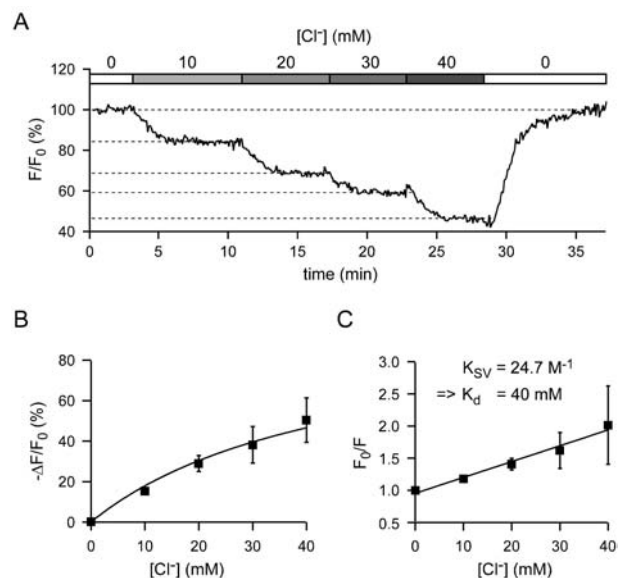 A
[Cl⁻] (mM)
0 10 20 30 40 0
120
100
80
60
40
F/F₀ (%)
0 5 10 15 20 25 30 35
time (min)
B
80
60
40
20
0
-ΔF/F₀ (%)
0 10 20 30 40
[Cl⁻] (mM)
C
K_SV = 24.7 M⁻¹
=> K_d = 40 mM
3.0
2.5
2.0
1.5
1.0
0.5
F₀/F
0 10 20 30 40
[Cl⁻] (mM)